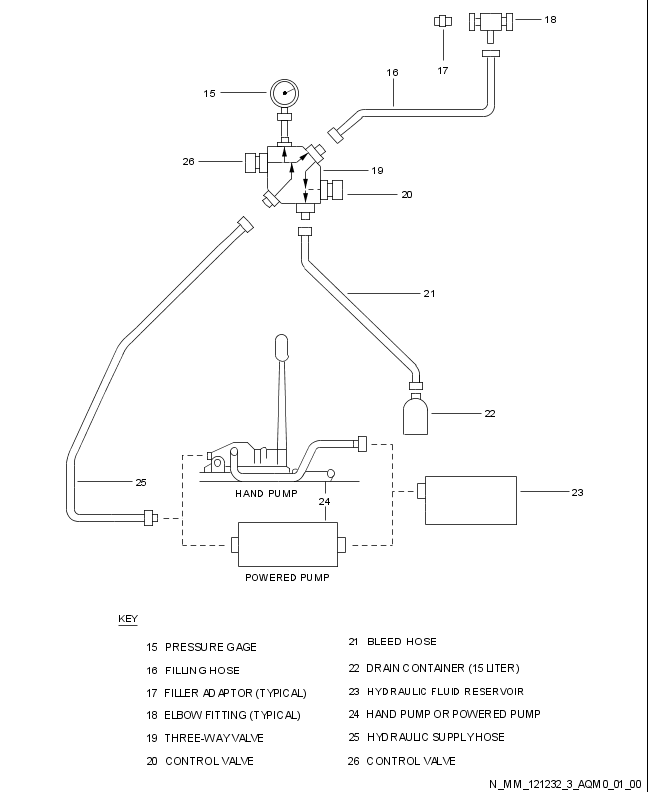 18
17
16
15
26
19
20
21
22
25
HAND PUMP
24
23
POWERED PUMP
KEY
15 PRESSURE GAGE
16 FILLING HOSE
17 FILLER ADAPTOR (TYPICAL)
18 ELBOW FITTING (TYPICAL)
19 THREE-WAY VALVE
20 CONTROL VALVE
21 BLEED HOSE
22 DRAIN CONTAINER (15 LITER)
23 HYDRAULIC FLUID RESERVOIR
24 HAND PUMP OR POWERED PUMP
25 HYDRAULIC SUPPLY HOSE
26 CONTROL VALVE
N_MM_121232_3_AQM0_01_00